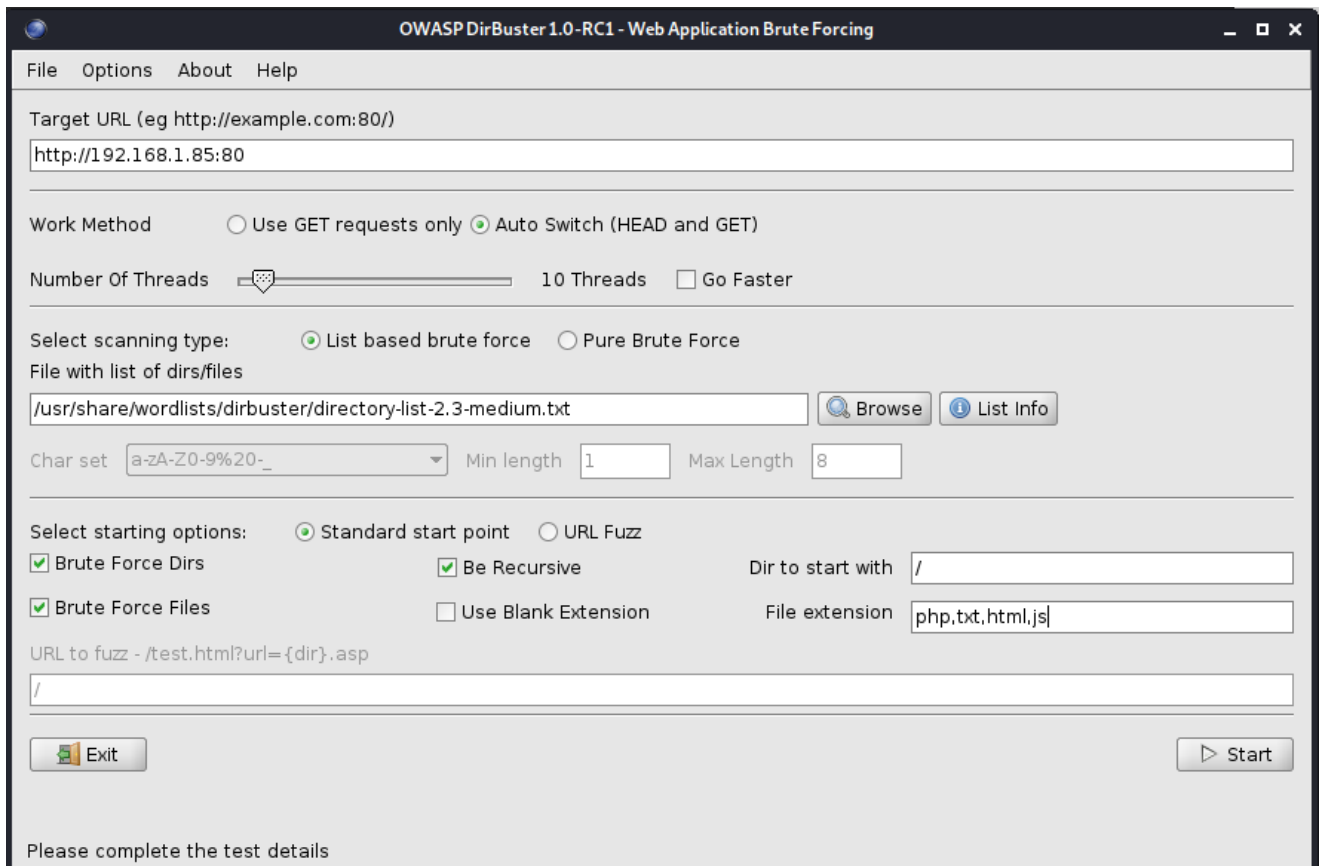 OWASP DirBuster 1.0-RC1 - Web Application Brute Forcing
File Options About Help
Target URL (eg http://example.com:80/)
http://192.168.1.85:80
Work Method Use GET requests only Auto Switch (HEAD and GET)
Number Of Threads 10 Threads Go Faster
Select scanning type: List based brute force Pure Brute Force
File with list of dirs/files
/usr/share/wordlists/dirbuster/directory-list-2.3-medium.txt Browse List Info
Char set a-zA-Z0-9%20-_ Min length 1 Max Length 8
Select starting options: Standard start point URL Fuzz
Brute Force Dirs Be Recursive Dir to start with /
Brute Force Files Use Blank Extension File extension php,txt,html,js
URL to fuzz - /test.html?url={dir}.asp
/
Exit Start
Please complete the test details